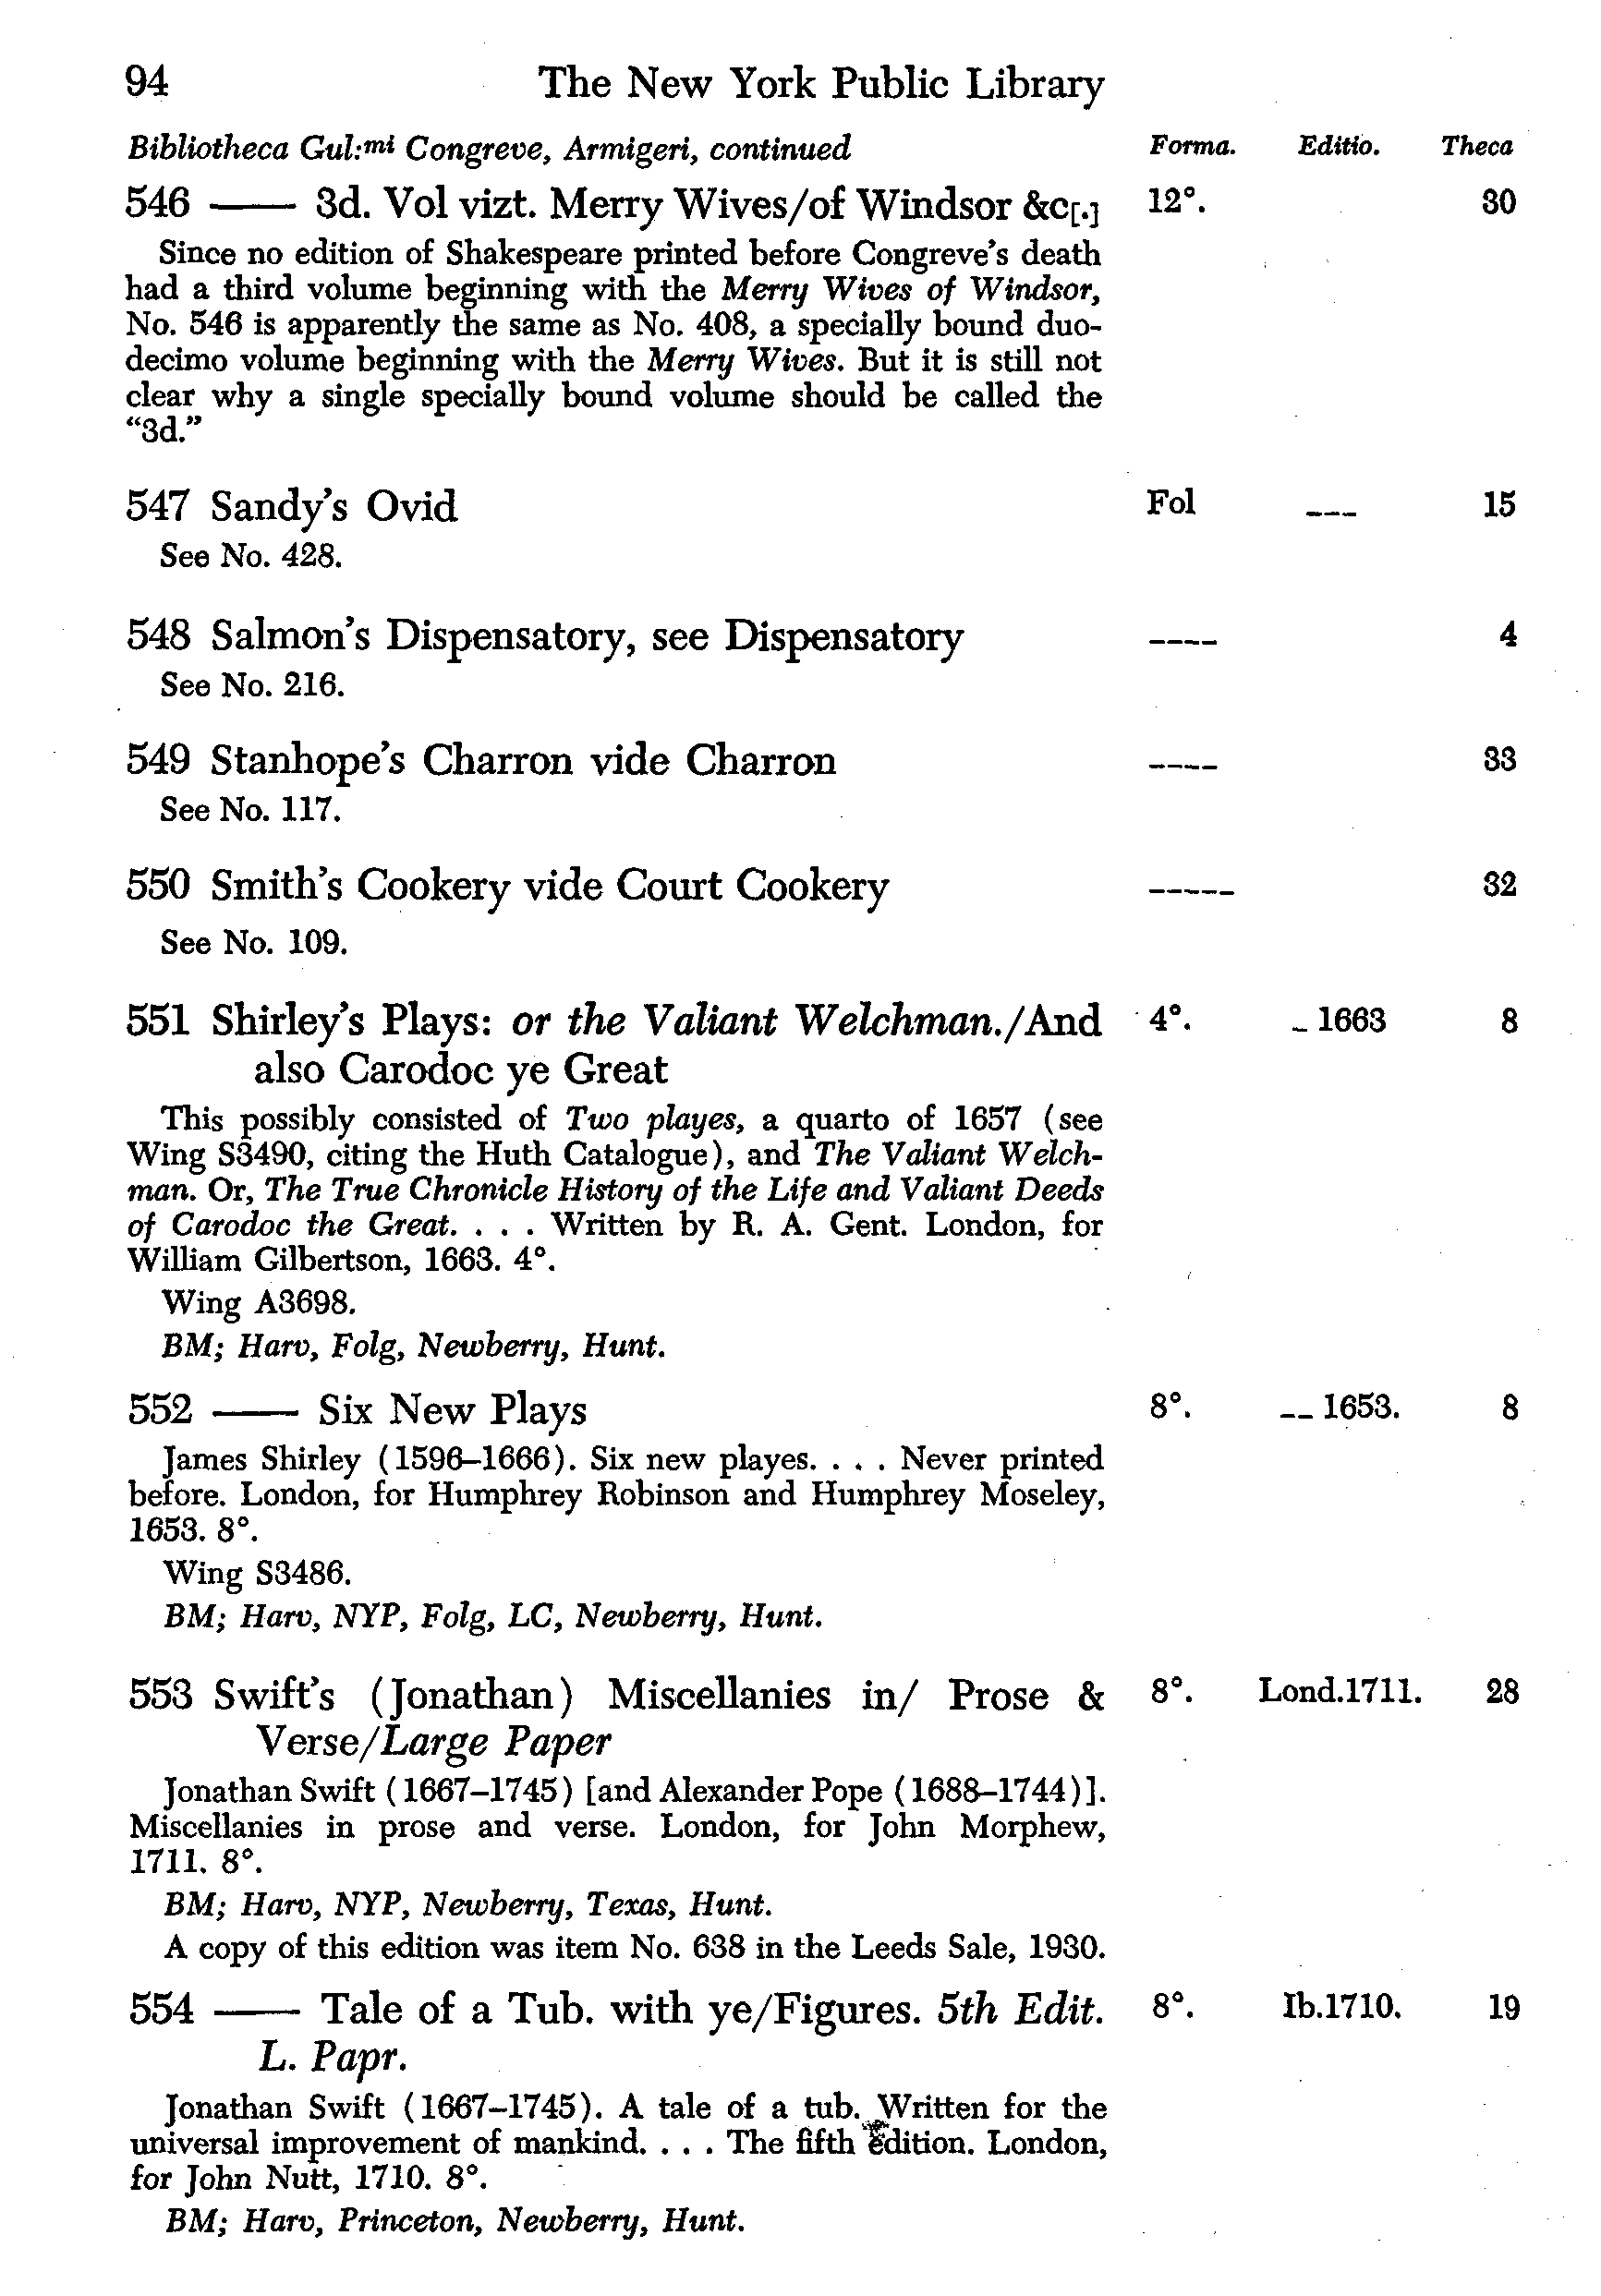 94 The New York Public Library
Bibliotheca Gul:mi Congreve, Armigeri, continued Forma. Editio. Theca
546 —— 3d. Vol vizt. Merry Wives/of Windsor &c[.] 12°. 30
Since no edition of Shakespeare printed before Congreve's death
had a third volume beginning with the Merry Wives of Windsor,
No. 546 is apparently the same as No. 408, a specially bound duo-
decimo volume beginning with the Merry Wives. But it is still not
clear why a single specially bound volume should be called the
"3d."
547 Sandy's Ovid Fol ___ 15
See No. 428.
548 Salmon's Dispensatory, see Dispensatory ---- 4
See No. 216.
549 Stanhope's Charron vide Charron ---- 33
See No. 117.
550 Smith's Cookery vide Court Cookery ----- 32
See No. 109.
551 Shirley's Plays: or the Valiant Welchman./And 4°. _ 1663 8
also Carodoc ye Great
This possibly consisted of Two playes, a quarto of 1657 (see
Wing S3490, citing the Huth Catalogue), and The Valiant Welch-
man. Or, The True Chronicle History of the Life and Valiant Deeds
of Carodoc the Great. . . . Written by R. A. Gent. London, for
William Gilbertson, 1663. 4°.
Wing A3698.
BM; Harv, Folg, Newberry, Hunt.
552 —— Six New Plays 8°. __ 1653. 8
James Shirley (1596–1666). Six new playes. . . . Never printed
before. London, for Humphrey Robinson and Humphrey Moseley,
1653. 8°.
Wing S3486.
BM; Harv, NYP, Folg, LC, Newberry, Hunt.
553 Swift's (Jonathan) Miscellanies in/ Prose & 8°. Lond.1711. 28
Verse/Large Paper
Jonathan Swift (1667–1745) [and Alexander Pope (1688–1744)].
Miscellanies in prose and verse. London, for John Morphew,
1711. 8°.
BM; Harv, NYP, Newberry, Texas, Hunt.
A copy of this edition was item No. 638 in the Leeds Sale, 1930.
554 —— Tale of a Tub. with ye/Figures. 5th Edit. 8°. Ib.1710. 19
L. Papr.
Jonathan Swift (1667–1745). A tale of a tub. Written for the
universal improvement of mankind. . . . The fifth edition. London,
for John Nutt, 1710. 8°.
BM; Harv, Princeton, Newberry, Hunt.